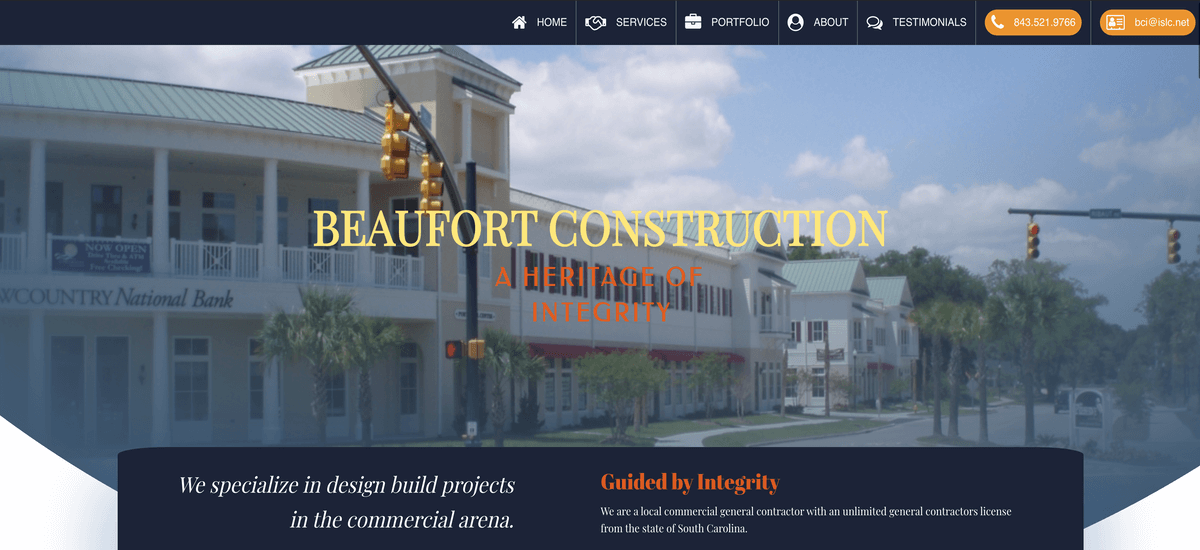 HOME
SERVICES
PORTFOLIO
ABOUT
TESTIMONIALS
843.521.9766
bci@islc.net
BEAUFORT CONSTRUCTION
A HERITAGE OF
INTEGRITY
NOW OPEN
Free Checking!
WCOUNTRY National Bank
We specialize in design build projects
in the commercial arena.
Guided by Integrity
We are a local commercial general contractor with an unlimited general contractors license
from the state of South Carolina.